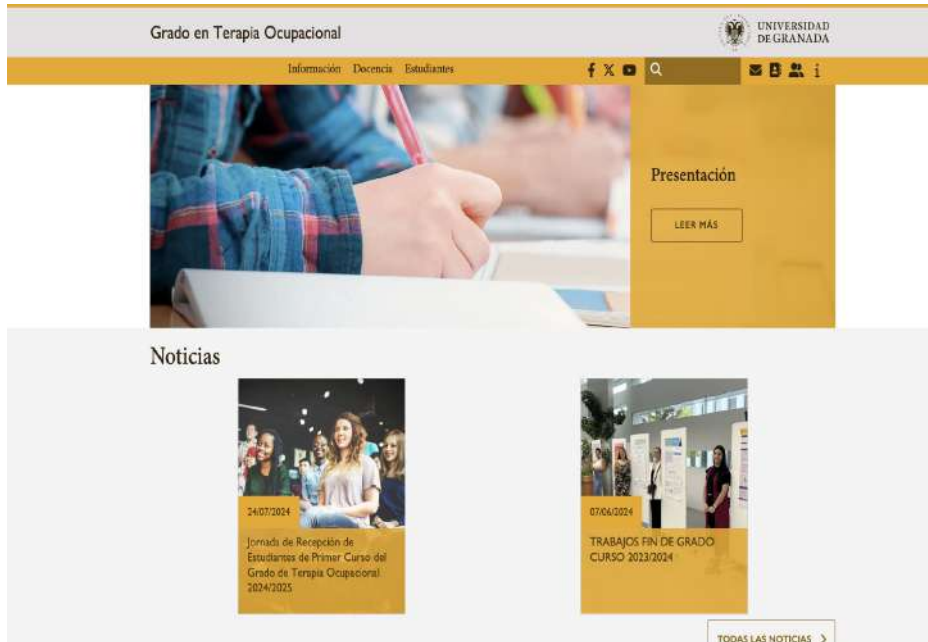 Grado en Terapia Ocupacional
UNIVERSIDAD
DE GRANADA
Información Docencia Estudiantes
Presentación
LEER MÁS
Noticias
24/07/2024
Jornada de Recepción de
Estudiantes de Primer Curso del
Grado de Terapia Ocupacional
2024/2025
07/06/2024
TRABAJOS FIN DE GRADO
CURSO 2023/2024
TODAS LAS NOTICIAS